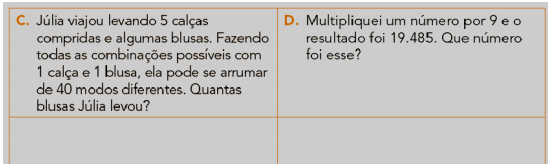 C. Júlia viajou levando 5 calças
compridas e algumas blusas. Fazendo
todas as combinações possíveis com
1 calça e 1 blusa, ela pode se arrumar
de 40 modos diferentes. Quantas
blusas Júlia levou?
D. Multipliquei um número por 9 e o
resultado foi 19.485. Que número
foi esse?